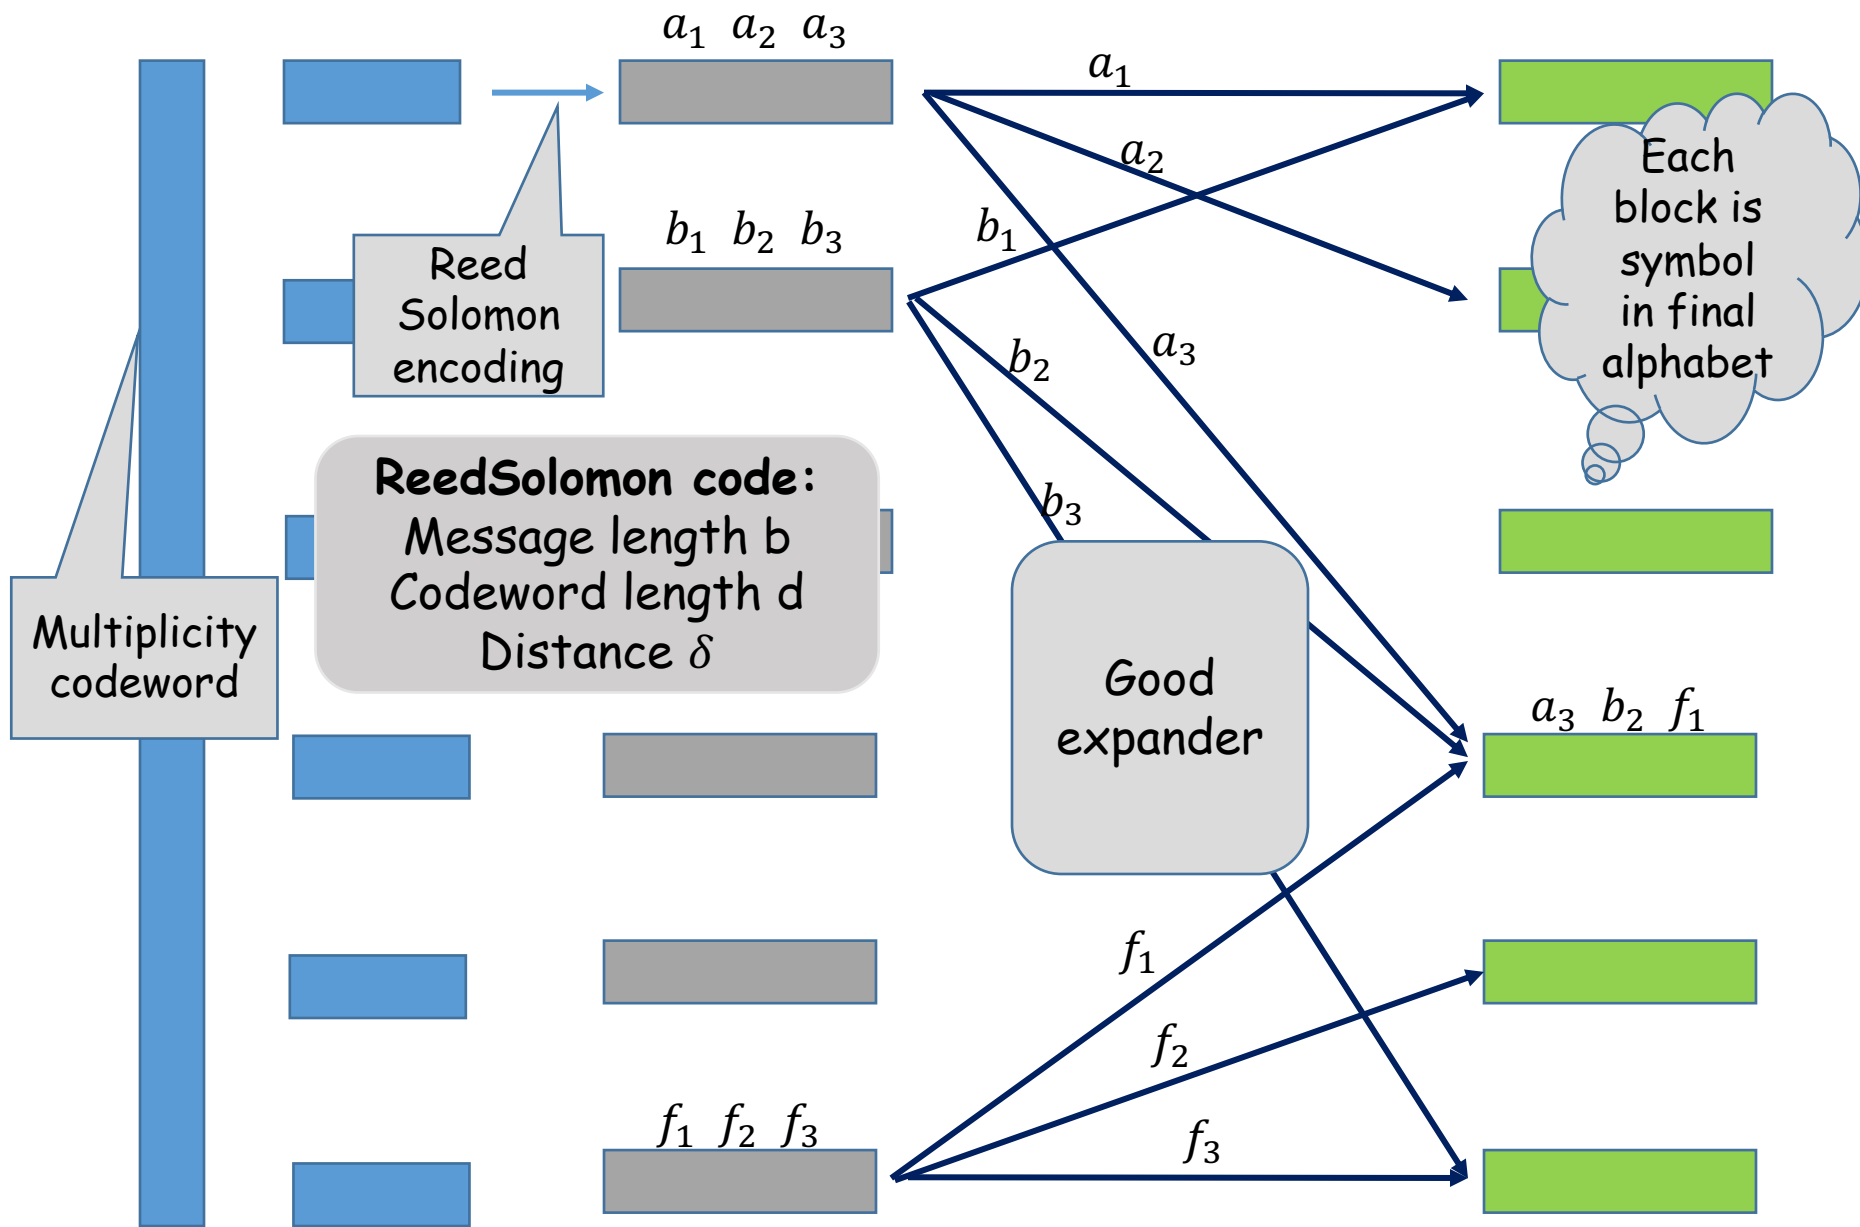 a₁ a₂ a₃
a₁
Each
block is
symbol
in final
alphabet
a₂
b₁ b₂ b₃
b₁
Reed
Solomon
encoding
b₂
a₃
ReedSolomon code:
Message length b
Codeword length d
Distance δ
b₃
Multiplicity
codeword
Good
expander
a₃ b₂ f₁
f₁
f₂
f₁ f₂ f₃
f₃